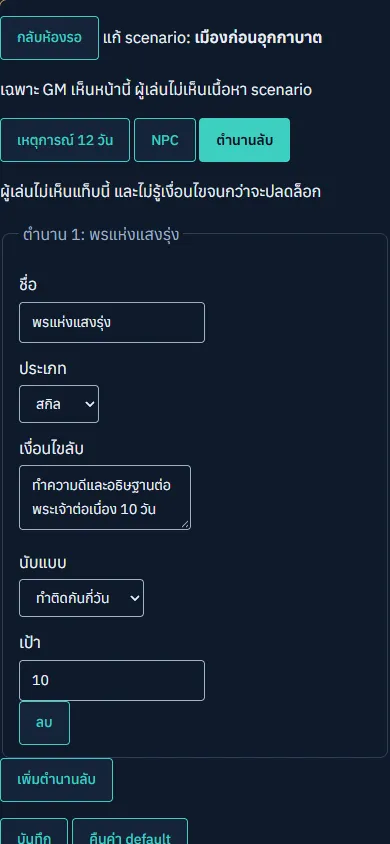 กลับห้องรอ แก้ scenario: เมืองก่อนอุกกาบาต
เฉพาะ GM เห็นหน้านี้ ผู้เล่นไม่เห็นเนื้อหา scenario
เหตุการณ์ 12 วัน NPC ตำนานลับ
ผู้เล่นไม่เห็นแท็บนี้ และไม่รู้เงื่อนไขจนกว่าจะปลดล็อก
ตำนาน 1: พรแห่งแสงรุ่ง
ชื่อ
พรแห่งแสงรุ่ง
ประเภท
สกิล
เงื่อนไขลับ
ทำความดีและอธิษฐานต่อ
พระเจ้าต่อเนื่อง 10 วัน
นับแบบ
ทำติดกันกี่วัน
เป้า
10
ลบ
เพิ่มตำนานลับ
บันทึก คืนค่า default